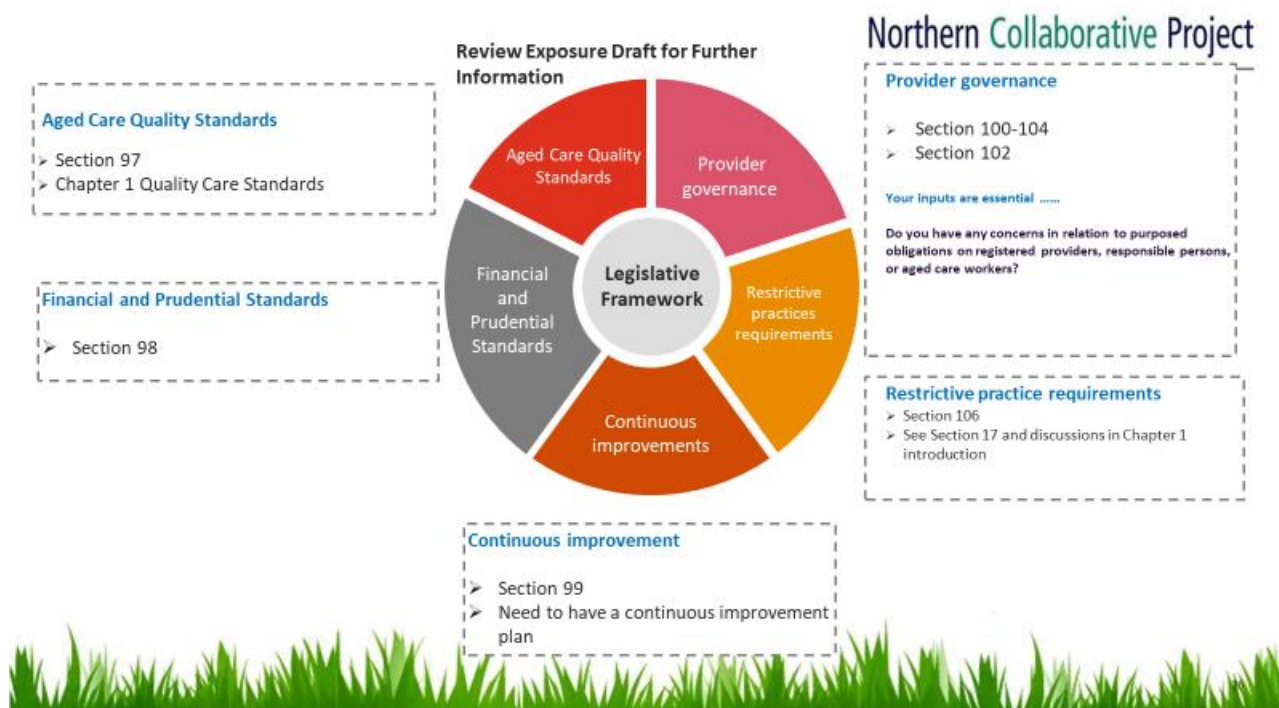 Northern Collaborative Project
Review Exposure Draft for Further
Information
Aged Care Quality Standards
➢ Section 97
➢ Chapter 1 Quality Care Standards
Financial and Prudential Standards
➢ Section 98
Aged Care Quality
Standards
Provider
governance
Financial
and
Prudential
Standards
Legislative
Framework
Restrictive
practices
requirements
Continuous
improvements
Provider governance
➢ Section 100-104
➢ Section 102
Your inputs are essential ......
Do you have any concerns in relation to purposed
obligations on registered providers, responsible persons,
or aged care workers?
Restrictive practice requirements
➢ Section 106
➢ See Section 17 and discussions in Chapter 1
introduction
Continuous improvement
➢ Section 99
➢ Need to have a continuous improvement
plan